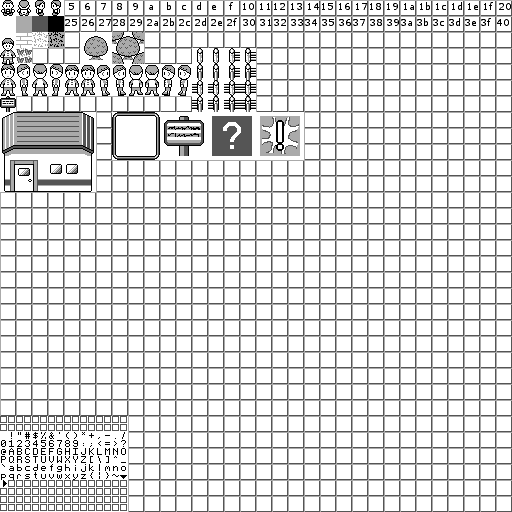 5 6 7 8 9 a b c d e f 10 11 12 13 14 15 16 17 18 19 1a 1b 1c 1d 1e 1f 20
25 26 27 28 29 2a 2b 2c 2d 2e 2f 30 31 32 33 34 35 36 37 38 39 3a 3b 3c 3d 3e 3f 40
? !
!"#$%&'()*+,-./
0123456789:;<=>?
@ABCDEFGHIJKLMNO
PQRSTUVWXYZ[\]^_
`abcdefghijklmno
pqrstuvwxyz{|}~